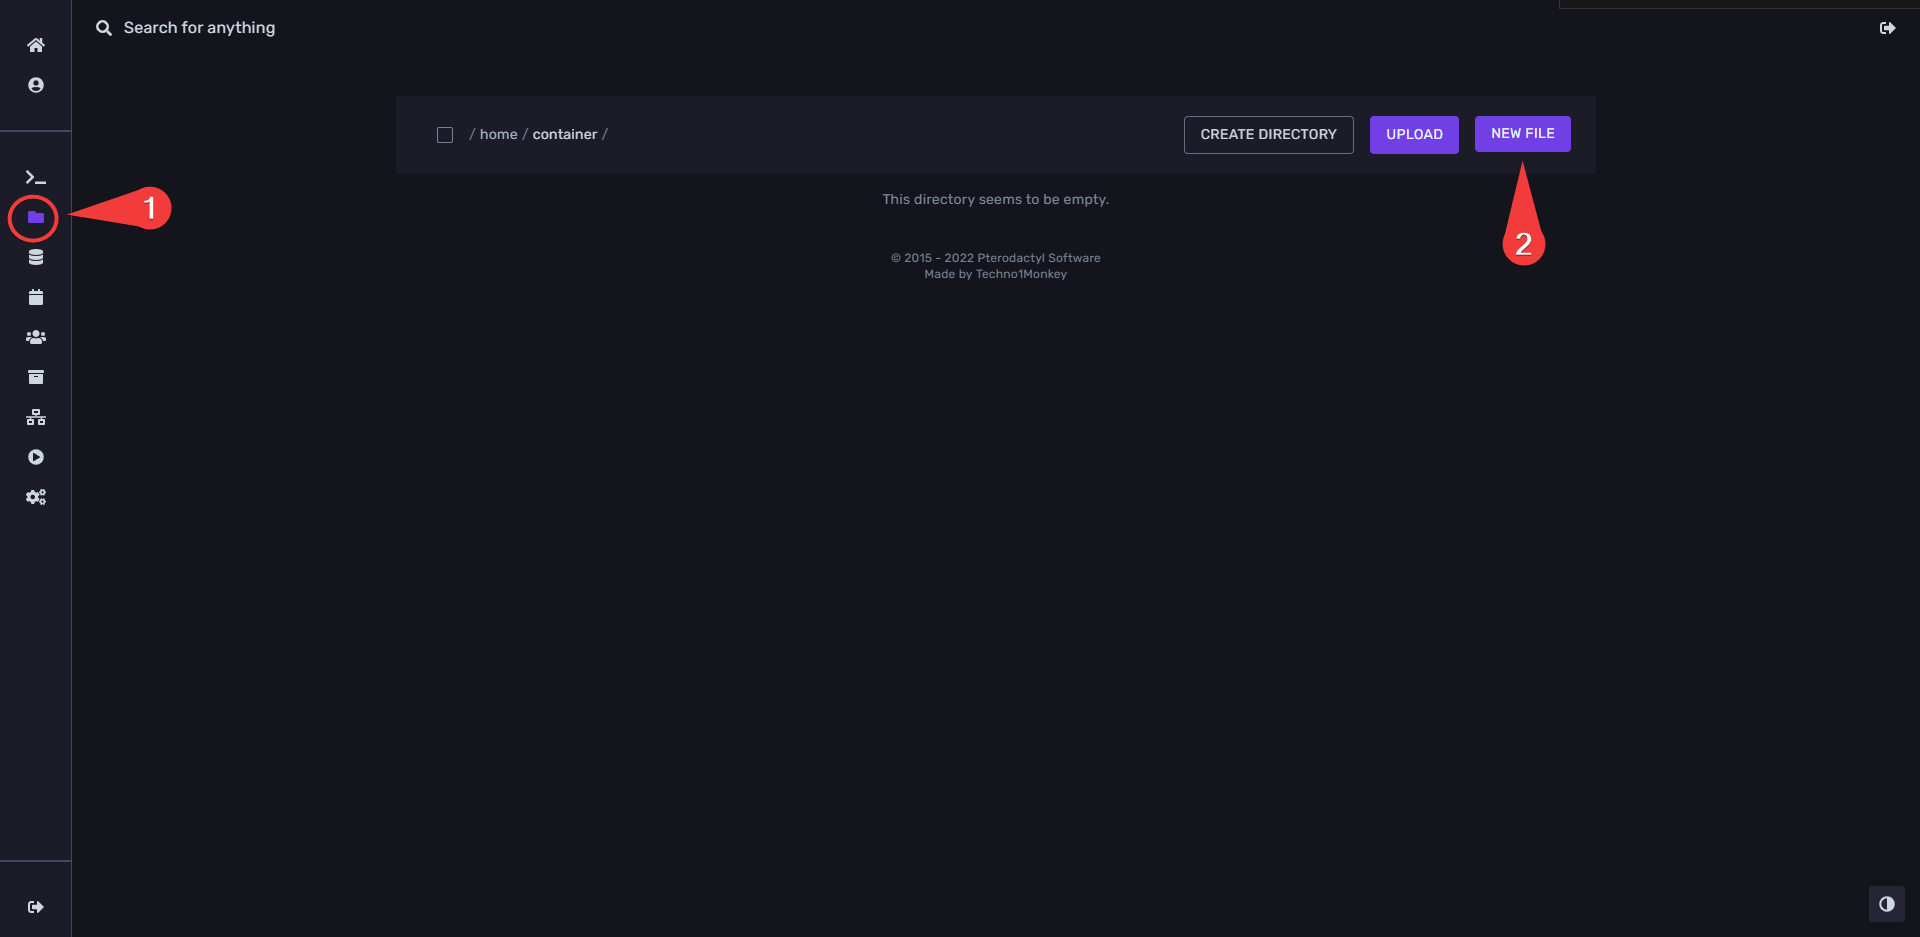 Search for anything
/ home / container /
CREATE DIRECTORY
UPLOAD
NEW FILE
1
This directory seems to be empty.
2
© 2015 - 2022 Pterodactyl Software
Made by Techno1Monkey